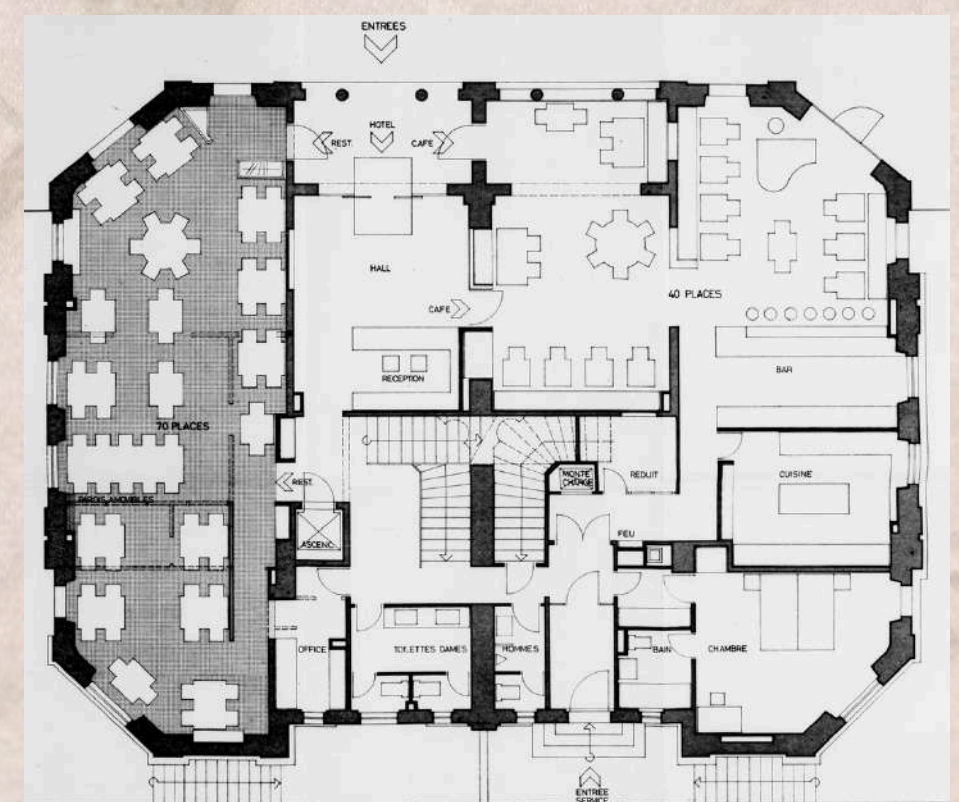 ENTREES
HOTEL
REST.
CAFE
HALL
CAFE
40 PLACES
RECEPTION
BAR
70 PLACES
MONTE
CHARGE
REDUIT
CUISINE
REST.
PAROIS AMOVIBLES
ASCENC.
FEU
OFFICE
TOILETTES DAMES
HOMMES
BAIN
CHAMBRE
ENTREE
SERVICE